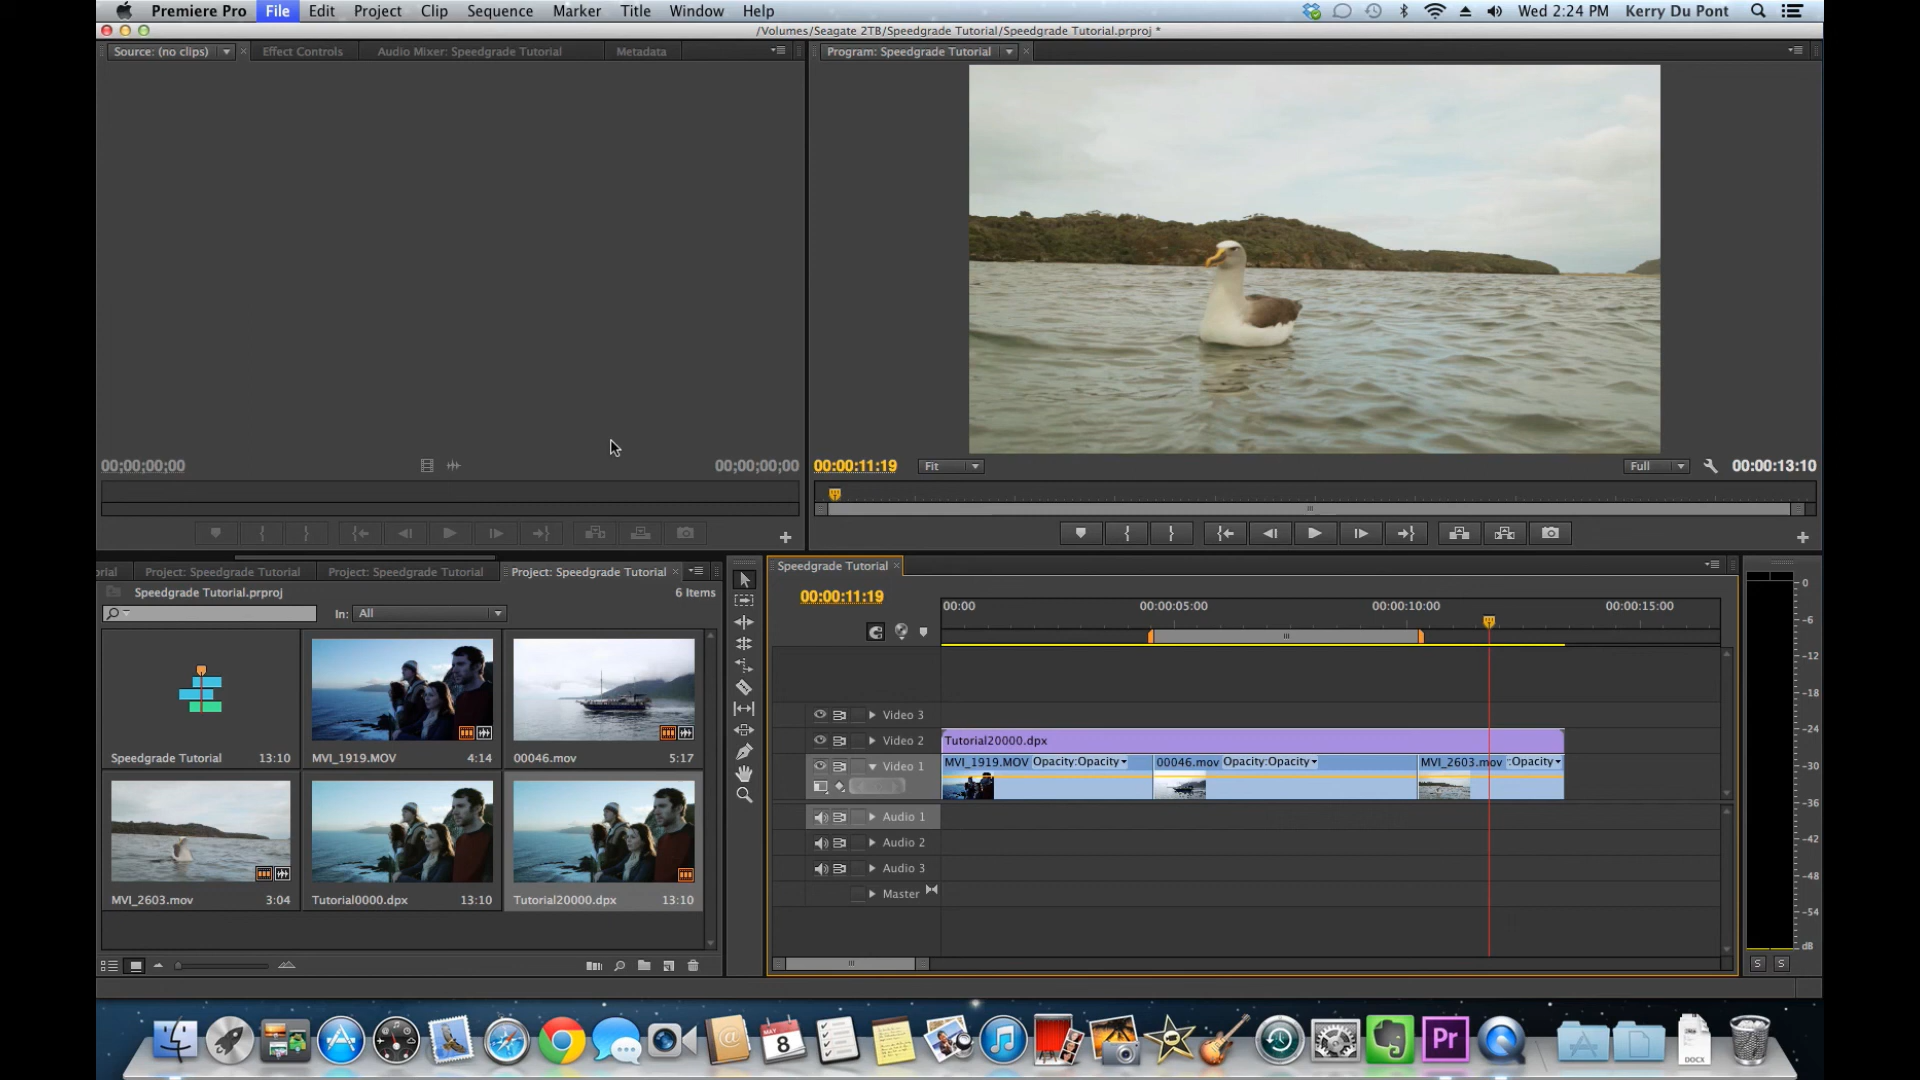 Premiere Pro File Edit Project Clip Sequence Marker Title Window Help Wed 2:24 PM Kerry Du Pont
/Volumes/Seagate 2TB/Speedgrade Tutorial/Speedgrade Tutorial.prproj *
Source: (no clips) Effect Controls Audio Mixer: Speedgrade Tutorial Metadata
Program: Speedgrade Tutorial
00;00;00;00 00;00;00;00
00:00:11:19 Fit Full 00:00:13:10
rial Project: Speedgrade Tutorial Project: Speedgrade Tutorial Project: Speedgrade Tutorial
Speedgrade Tutorial.prproj 6 Items
In: All
Speedgrade Tutorial 13:10
MVI_1919.MOV 4:14
00046.mov 5:17
MVI_2603.mov 3:04
Tutorial0000.dpx 13:10
Tutorial20000.dpx 13:10
Speedgrade Tutorial
00:00:11:19
00:00 00:00:05:00 00:00:10:00 00:00:15:00
Video 3
Video 2 Tutorial20000.dpx
Video 1 MVI_1919.MOV Opacity:Opacity 00046.mov Opacity:Opacity MVI_2603.mov :Opacity
Audio 1
Audio 2
Audio 3
Master
0
-6
-12
-18
-24
-30
-36
-42
-48
-54
dB
S S
MAY
8
Pr
DOCX